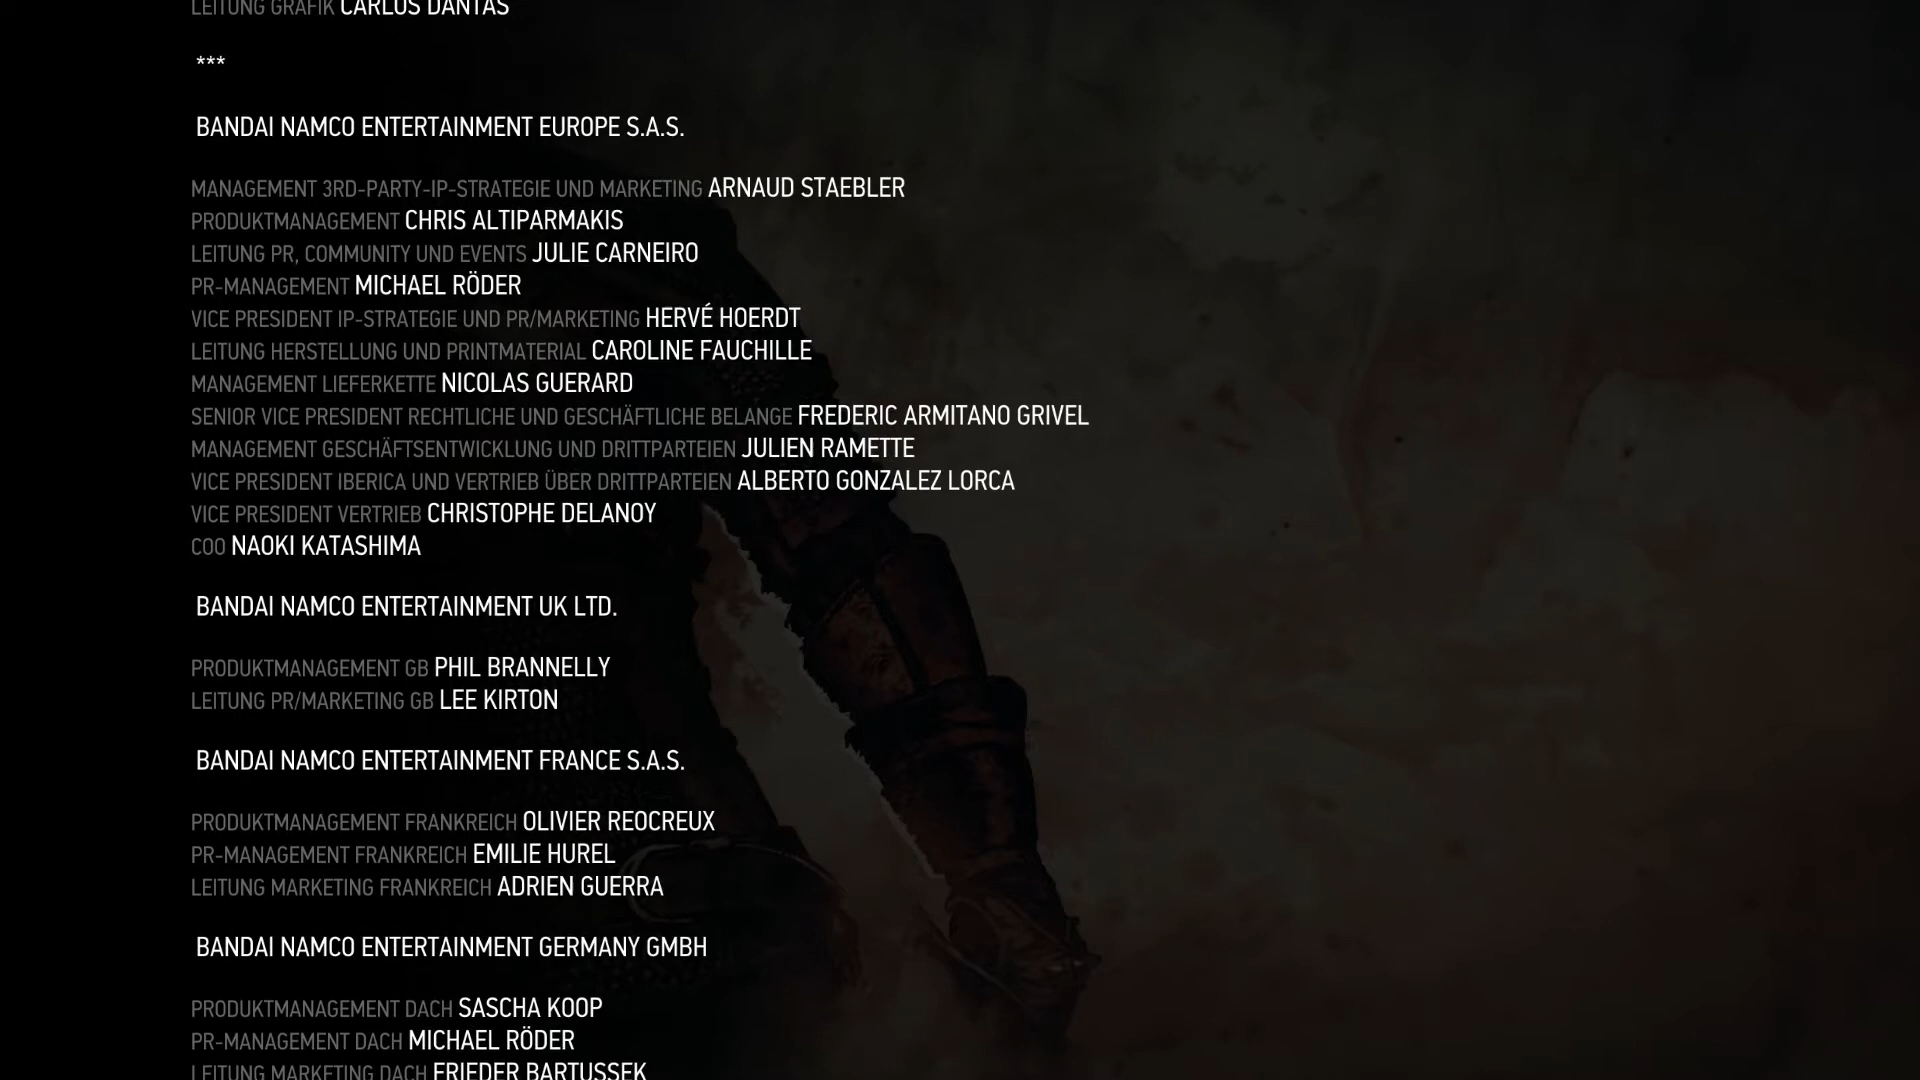 LEITUNG GRAFIK CARLOS DANTAS
***
BANDAI NAMCO ENTERTAINMENT EUROPE S.A.S.
MANAGEMENT 3RD-PARTY-IP-STRATEGIE UND MARKETING ARNAUD STAEBLER
PRODUKTMANAGEMENT CHRIS ALTIPARMAKIS
LEITUNG PR, COMMUNITY UND EVENTS JULIE CARNEIRO
PR-MANAGEMENT MICHAEL RÖDER
VICE PRESIDENT IP-STRATEGIE UND PR/MARKETING HERVÉ HOERDT
LEITUNG HERSTELLUNG UND PRINTMATERIAL CAROLINE FAUCHILLE
MANAGEMENT LIEFERKETTE NICOLAS GUERARD
SENIOR VICE PRESIDENT RECHTLICHE UND GESCHÄFTLICHE BELANGE FREDERIC ARMITANO GRIVEL
MANAGEMENT GESCHÄFTSENTWICKLUNG UND DRITTPARTEIEN JULIEN RAMETTE
VICE PRESIDENT IBERICA UND VERTRIEB ÜBER DRITTPARTEIEN ALBERTO GONZALEZ LORCA
VICE PRESIDENT VERTRIEB CHRISTOPHE DELANOY
COO NAOKI KATASHIMA
BANDAI NAMCO ENTERTAINMENT UK LTD.
PRODUKTMANAGEMENT GB PHIL BRANNELLY
LEITUNG PR/MARKETING GB LEE KIRTON
BANDAI NAMCO ENTERTAINMENT FRANCE S.A.S.
PRODUKTMANAGEMENT FRANKREICH OLIVIER REOCREUX
PR-MANAGEMENT FRANKREICH EMILIE HUREL
LEITUNG MARKETING FRANKREICH ADRIEN GUERRA
BANDAI NAMCO ENTERTAINMENT GERMANY GMBH
PRODUKTMANAGEMENT DACH SASCHA KOOP
PR-MANAGEMENT DACH MICHAEL RÖDER
LEITUNG MARKETING DACH FRIEDER BARTUSSEK